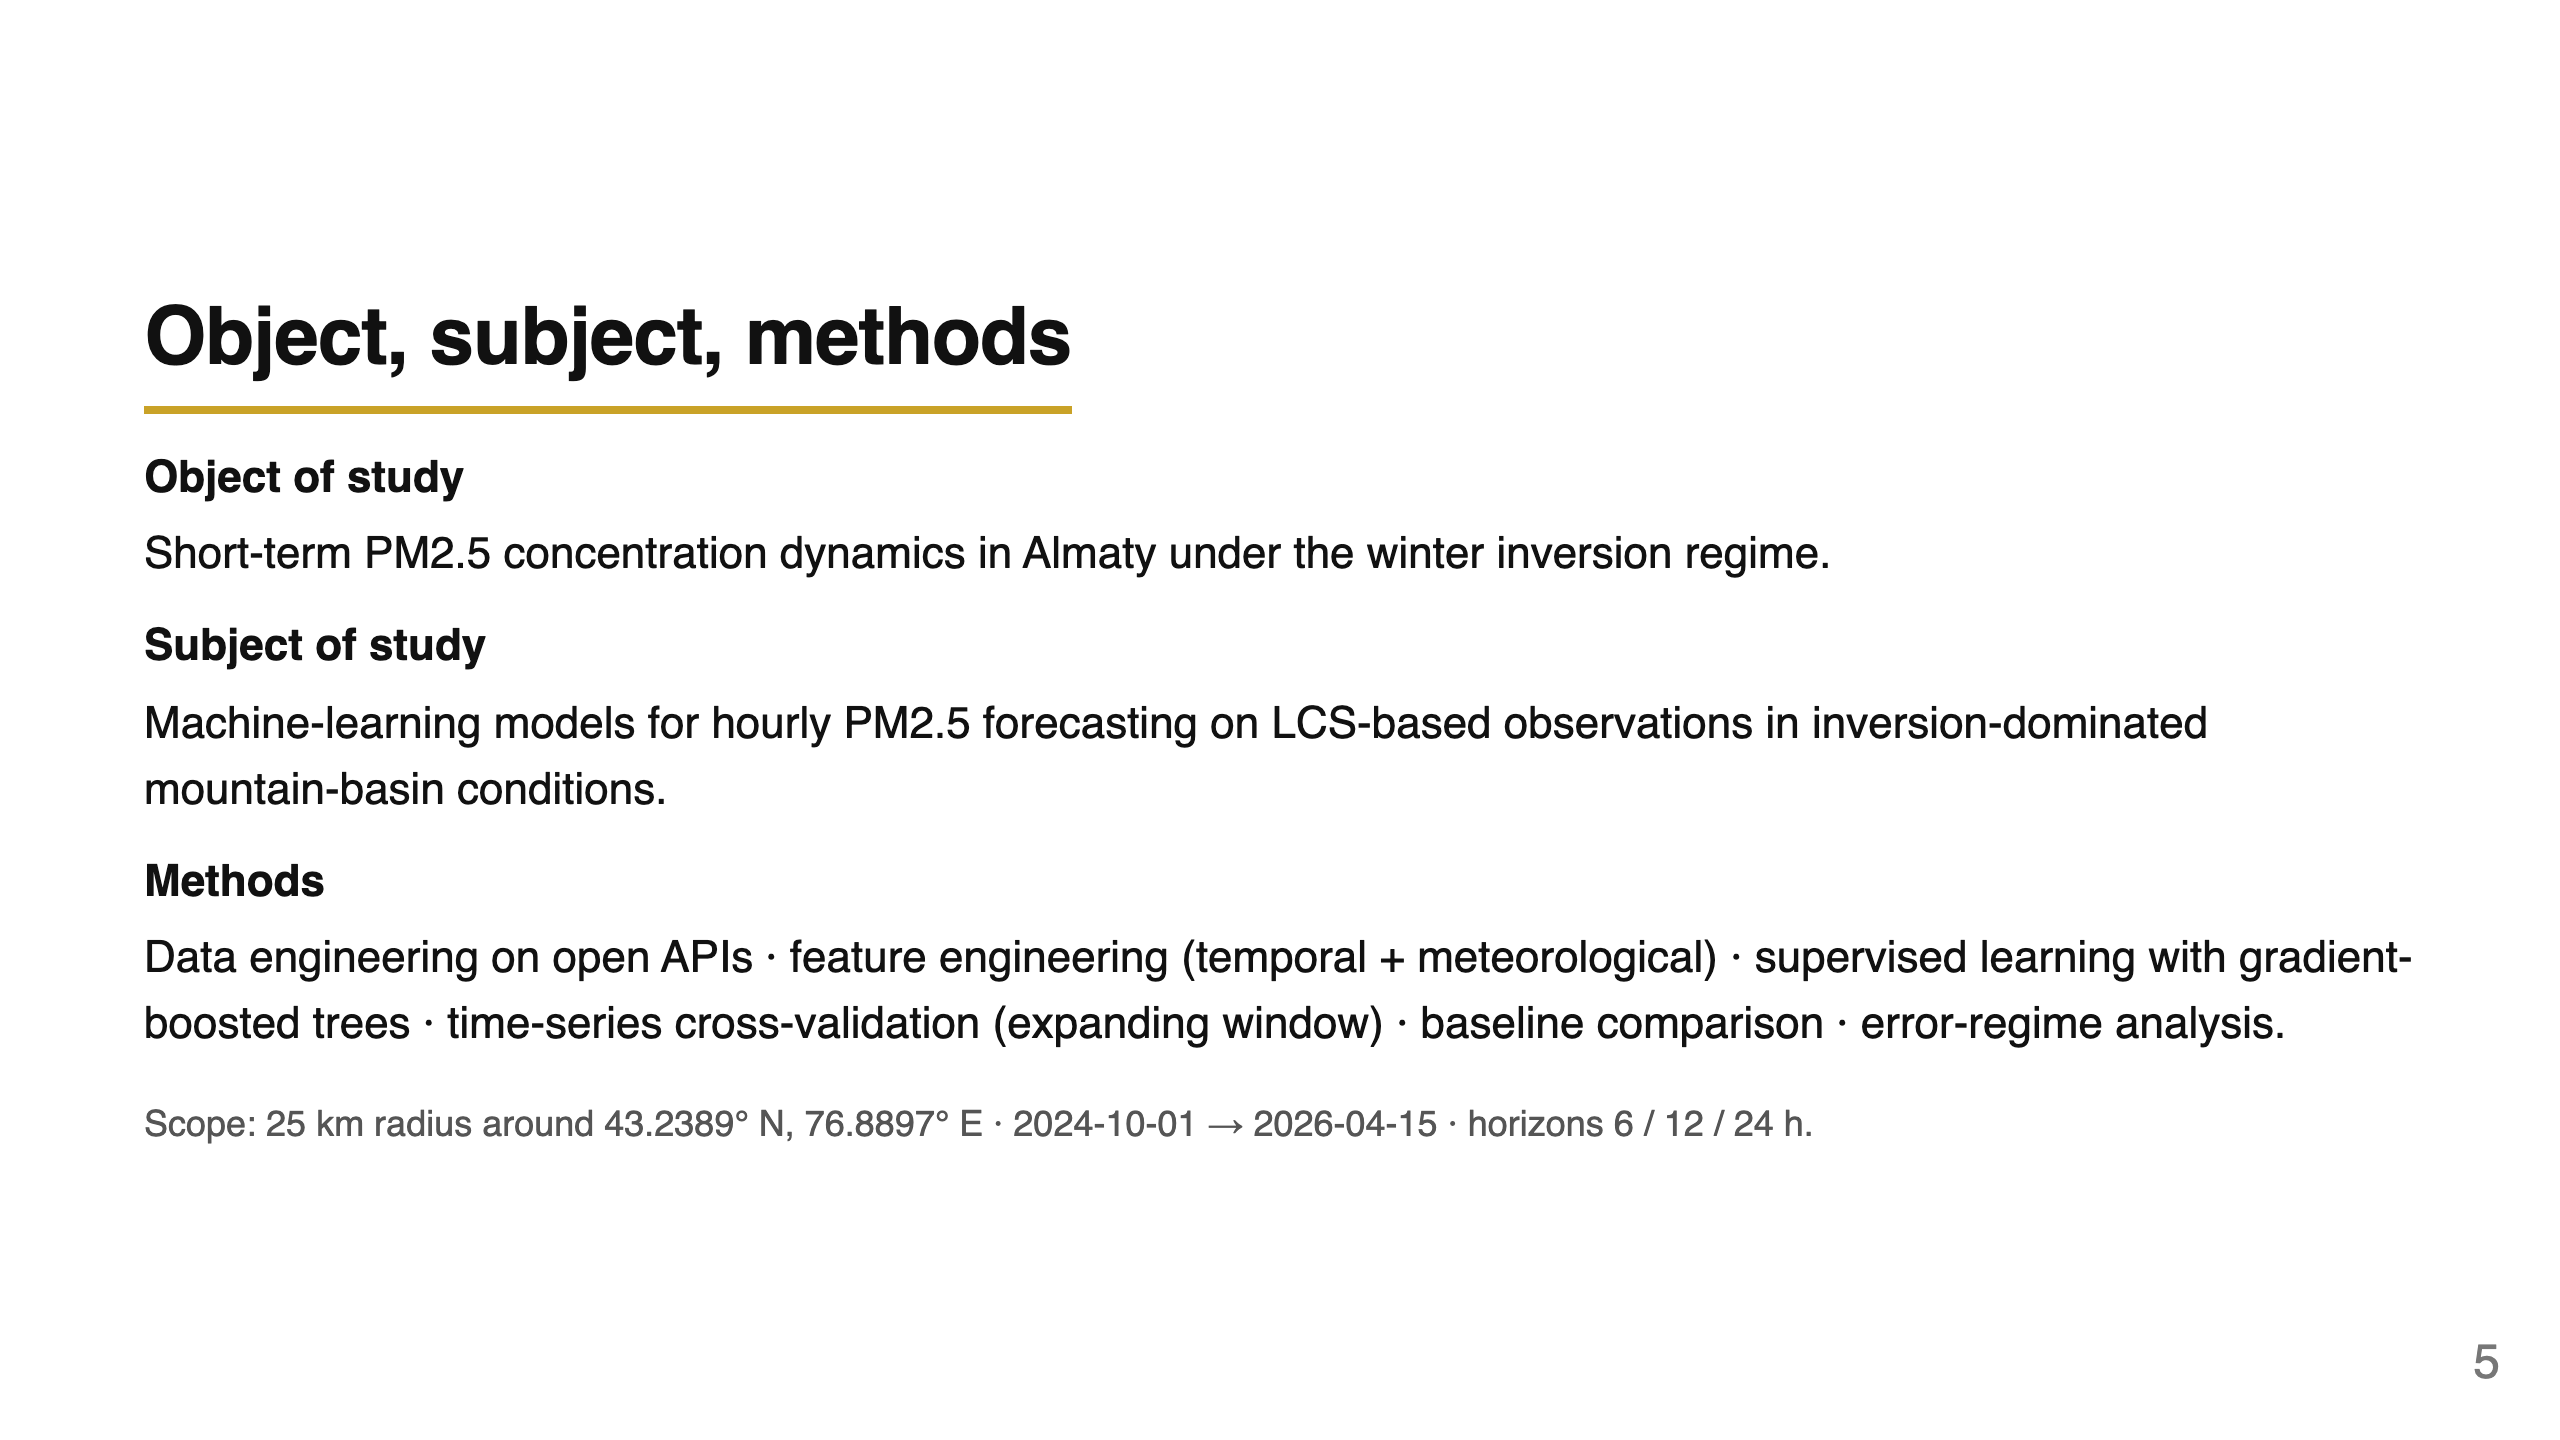 Object, subject, methods
Object of study
Short-term PM2.5 concentration dynamics in Almaty under the winter inversion regime.
Subject of study
Machine-learning models for hourly PM2.5 forecasting on LCS-based observations in inversion-dominated
mountain-basin conditions.
Methods
Data engineering on open APIs · feature engineering (temporal + meteorological) · supervised learning with gradient-
boosted trees · time-series cross-validation (expanding window) · baseline comparison · error-regime analysis.
Scope: 25 km radius around 43.2389° N, 76.8897° E · 2024-10-01 → 2026-04-15 · horizons 6 / 12 / 24 h.
5